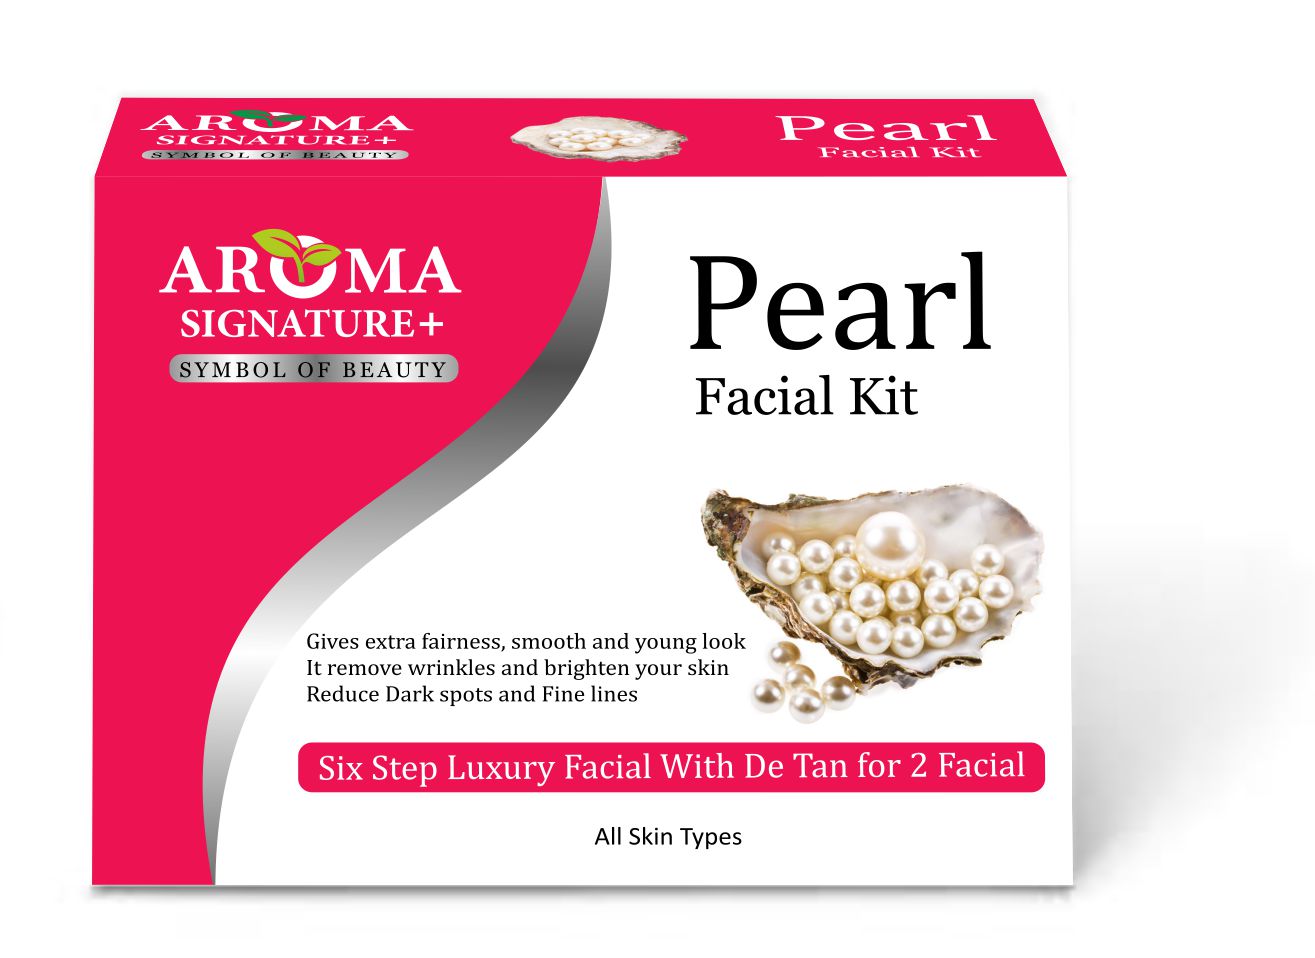 AROMA
SIGNATURE+
SYMBOL OF BEAUTY
Pearl
Facial Kit
AROMA
SIGNATURE+
SYMBOL OF BEAUTY
Pearl
Facial Kit
Gives extra fairness, smooth and young look
It remove wrinkles and brighten your skin
Reduce Dark spots and Fine lines
Six Step Luxury Facial With De Tan for 2 Facial
All Skin Types